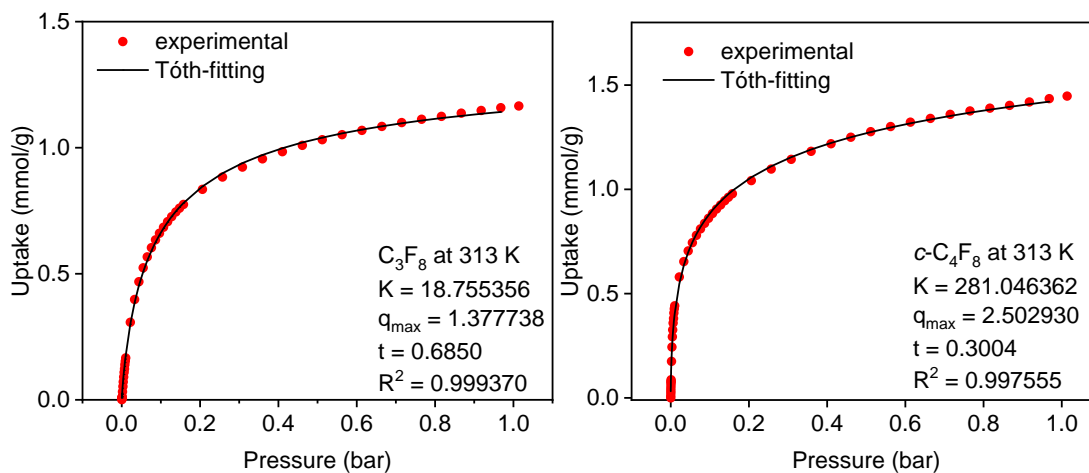 experimental
Tóth-fitting
Uptake (mmol/g)
1.5
1.0
0.5
0.0
C₃F₈ at 313 K
K = 18.755356
qₘₐₓ = 1.377738
t = 0.6850
R² = 0.999370
0.0 0.2 0.4 0.6 0.8 1.0
Pressure (bar)
experimental
Tóth-fitting
Uptake (mmol/g)
1.5
1.0
0.5
0.0
c-C₄F₈ at 313 K
K = 281.046362
qₘₐₓ = 2.502930
t = 0.3004
R² = 0.997555
0.0 0.2 0.4 0.6 0.8 1.0
Pressure (bar)